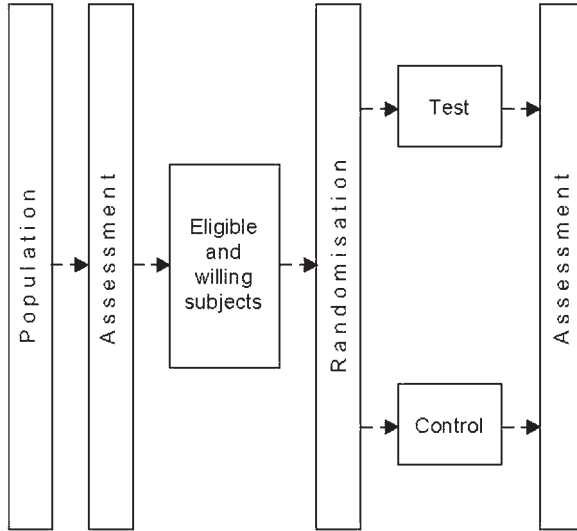 Population
Assessment
Eligible
and
willing
subjects
Randomisation
Test
Control
Assessment